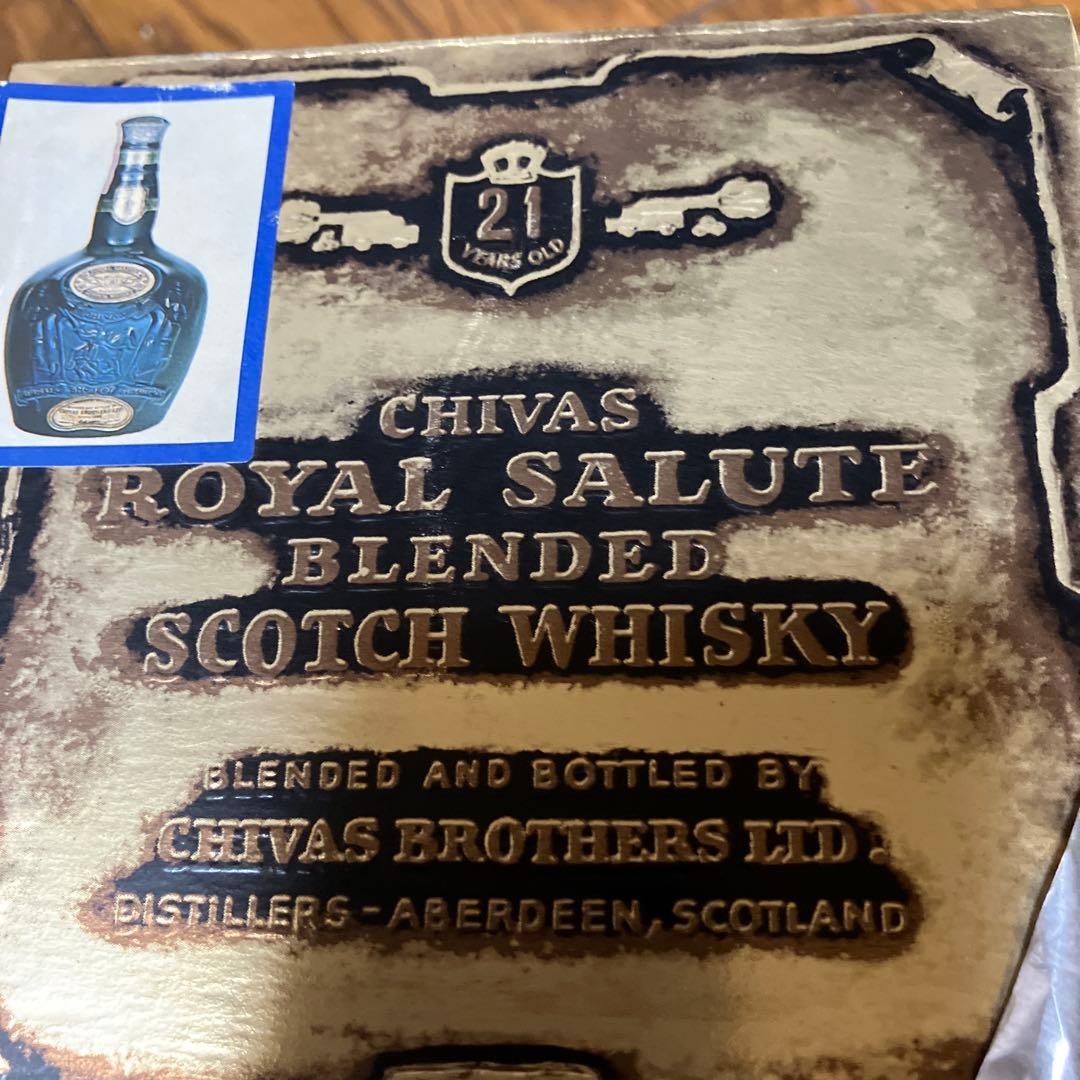 21
YEARS OLD
CHIVAS
ROYAL SALUTE
BLENDED
SCOTCH WHISKY
BLENDED AND BOTTLED BY
CHIVAS BROTHERS LTD.
DISTILLERS-ABERDEEN, SCOTLAND